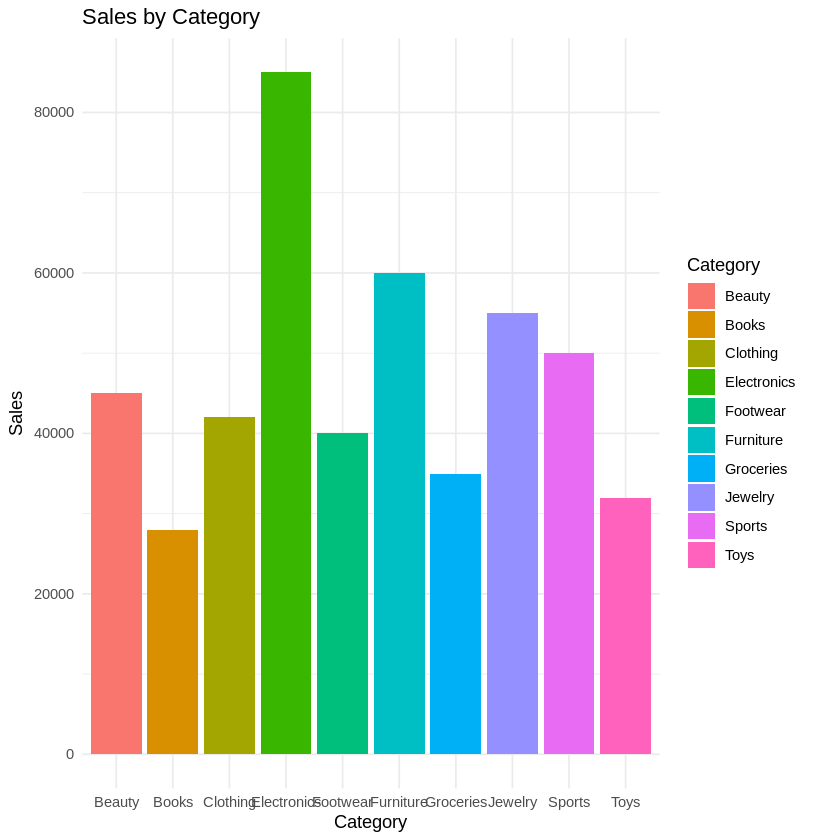 Sales by Category
80000
60000
40000
20000
0
Sales
Beauty Books Clothing Electronics Footwear Furniture Groceries Jewelry Sports Toys
Category
Category
Beauty
Books
Clothing
Electronics
Footwear
Furniture
Groceries
Jewelry
Sports
Toys